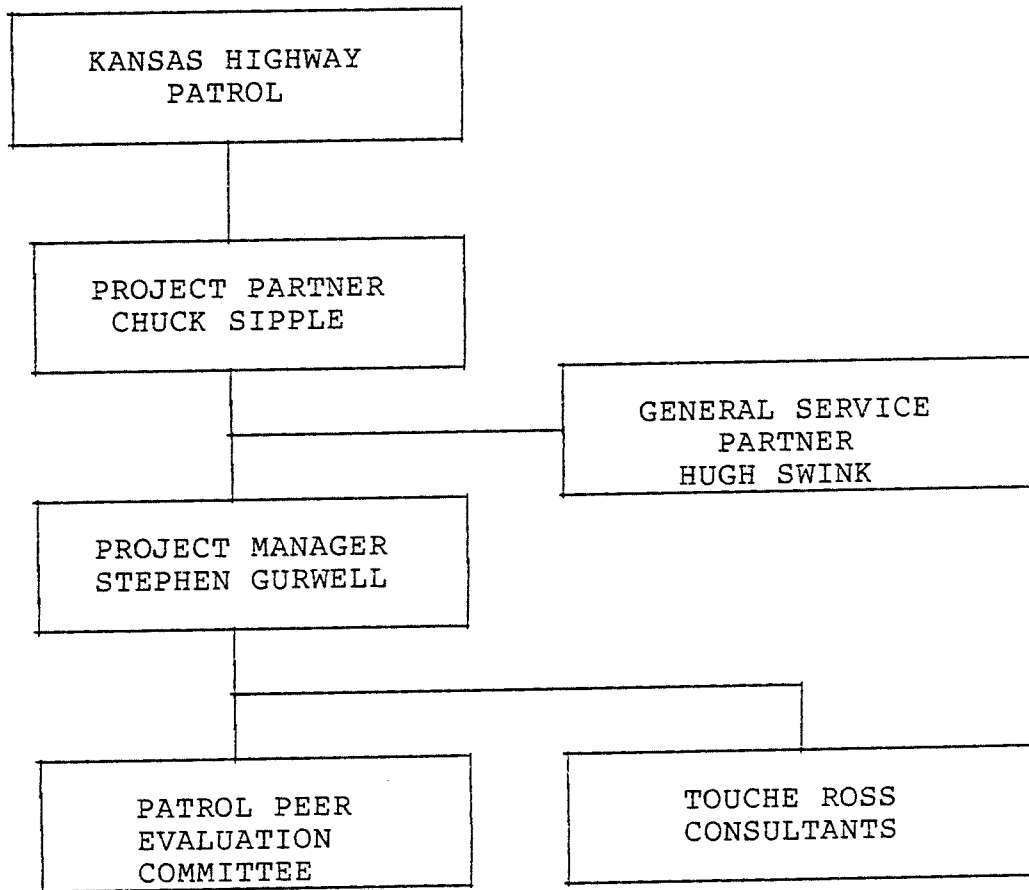 KANSAS HIGHWAY
PATROL
PROJECT PARTNER
CHUCK SIPPLE
GENERAL SERVICE
PARTNER
HUGH SWINK
PROJECT MANAGER
STEPHEN GURWELL
PATROL PEER
EVALUATION
COMMITTEE
TOUCHE ROSS
CONSULTANTS